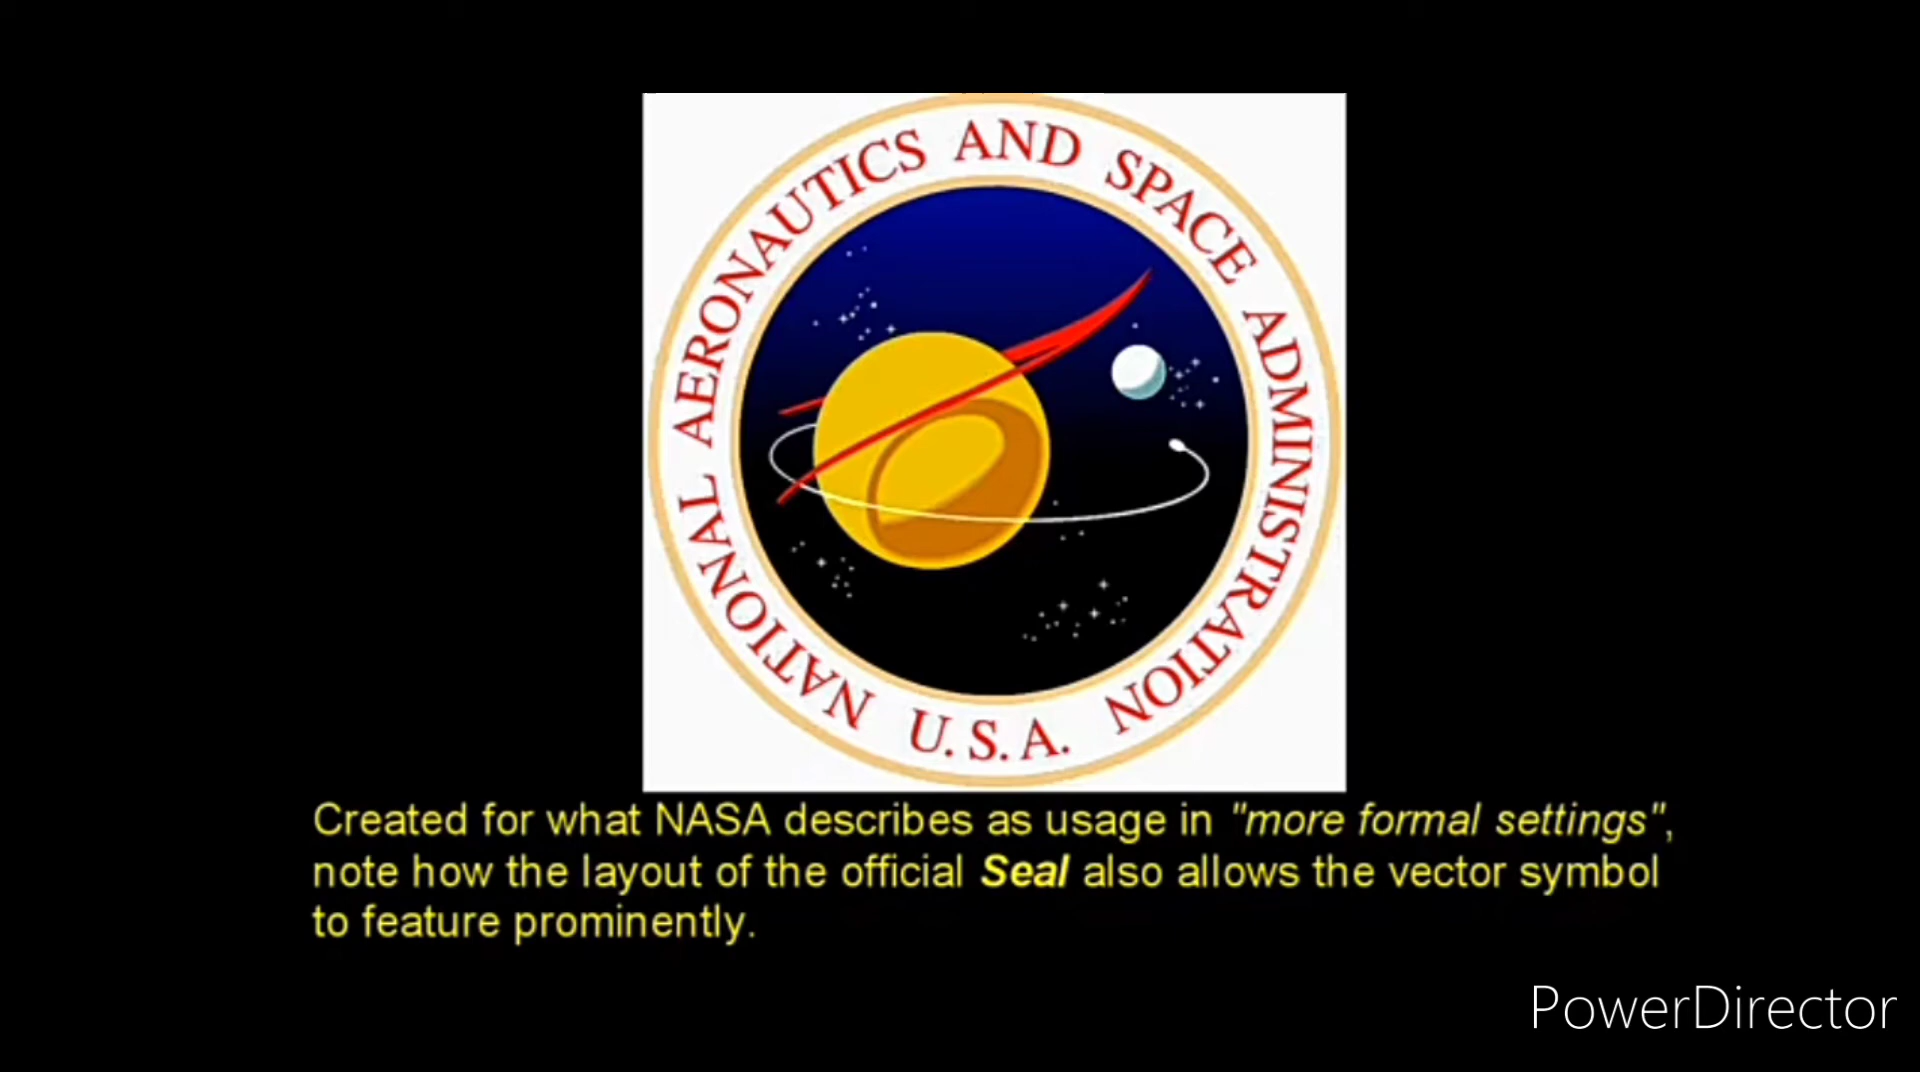 NATIONAL AERONAUTICS AND SPACE ADMINISTRATION
U.S.A.
Created for what NASA describes as usage in "more formal settings",
note how the layout of the official Seal also allows the vector symbol
to feature prominently.
PowerDirector